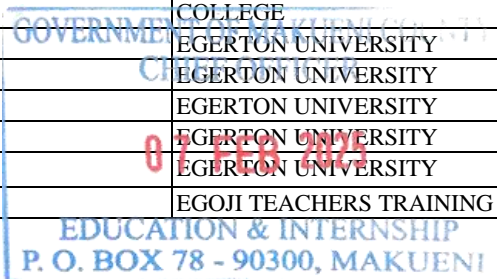 COLLEGE
GOVERNMENT OF MAKUENI COUNTY
EGERTON UNIVERSITY
CHIEF OFFICER
EGERTON UNIVERSITY
EGERTON UNIVERSITY
EGERTON UNIVERSITY
07 FEB 2025
EGERTON UNIVERSITY
EGOJI TEACHERS TRAINING
EDUCATION & INTERNSHIP
P. O. BOX 78 - 90300, MAKUENI